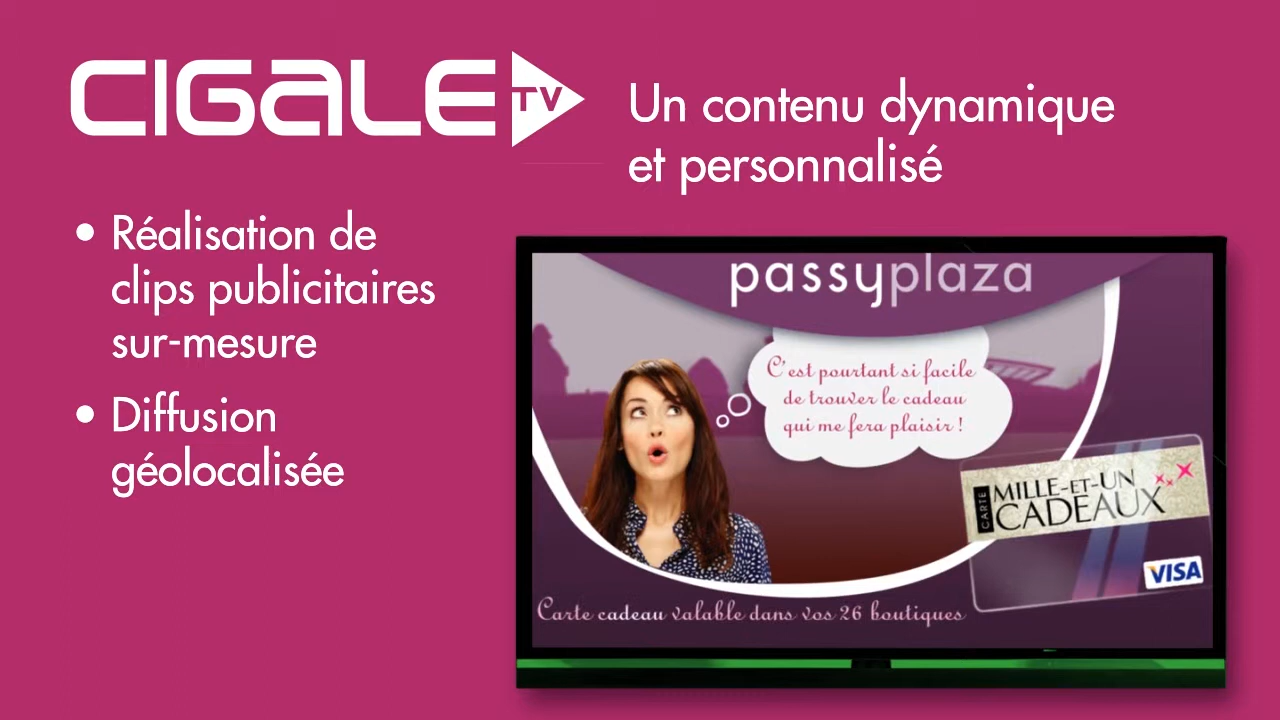 CIGALE TV
Un contenu dynamique
et personnalisé
• Réalisation de
clips publicitaires
sur-mesure
• Diffusion
géolocalisée
passyplaza
C'est pourtant si facile
de trouver le cadeau
qui me fera plaisir !
CARTE
MILLE-ET-UN
CADEAUX
VISA
Carte cadeau valable dans vos 26 boutiques